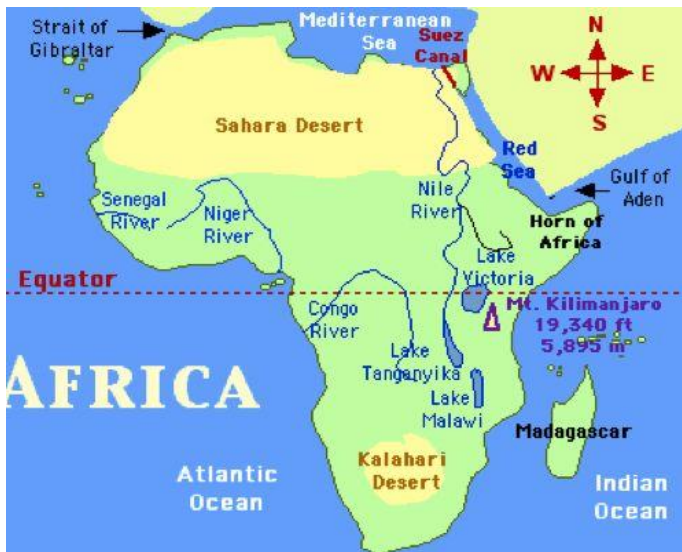 Strait of
Gibraltar
Mediterranean
Sea
Suez
Canal
N
W
E
S
Sahara Desert
Red
Sea
Gulf of
Aden
Senegal
River
Niger
River
Nile
River
Horn of
Africa
Lake
Victoria
Equator
Congo
River
Mt. Kilimanjaro
19,340 ft
5,895 m
Lake
Tanganyika
Lake
Malawi
AFRICA
Madagascar
Kalahari
Desert
Atlantic
Ocean
Indian
Ocean